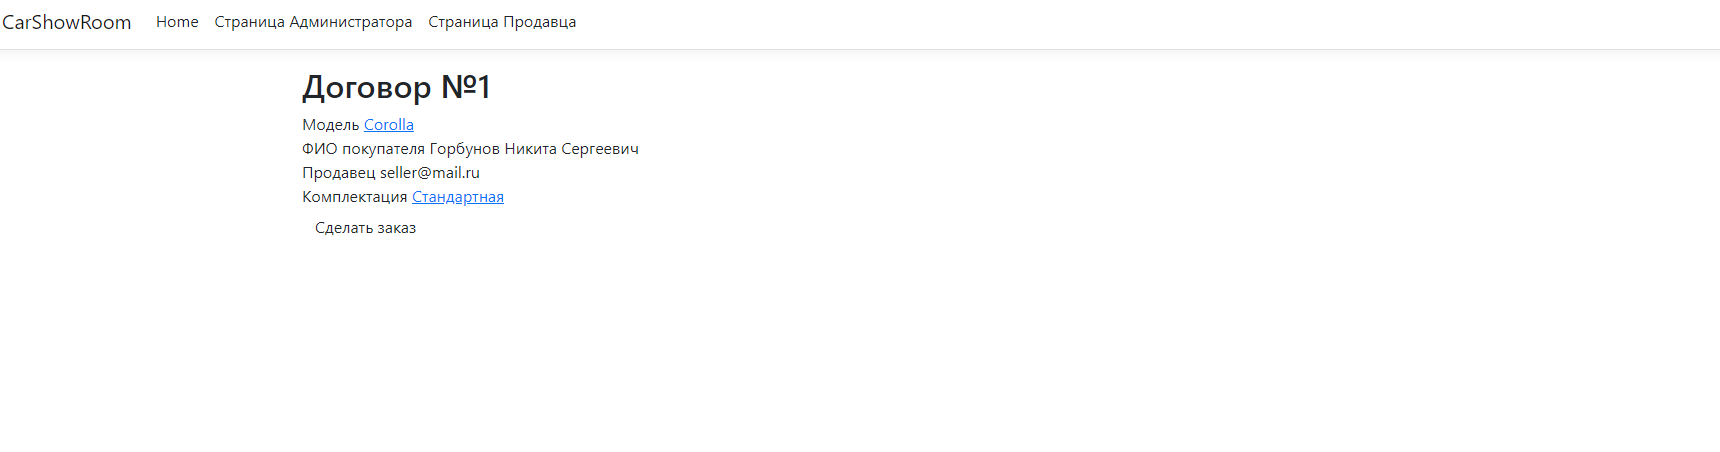 CarShowRoom Home Страница Администратора Страница Продавца
Договор №1
Модель Corolla
ФИО покупателя Горбунов Никита Сергеевич
Продавец seller@mail.ru
Комплектация Стандартная
Сделать заказ